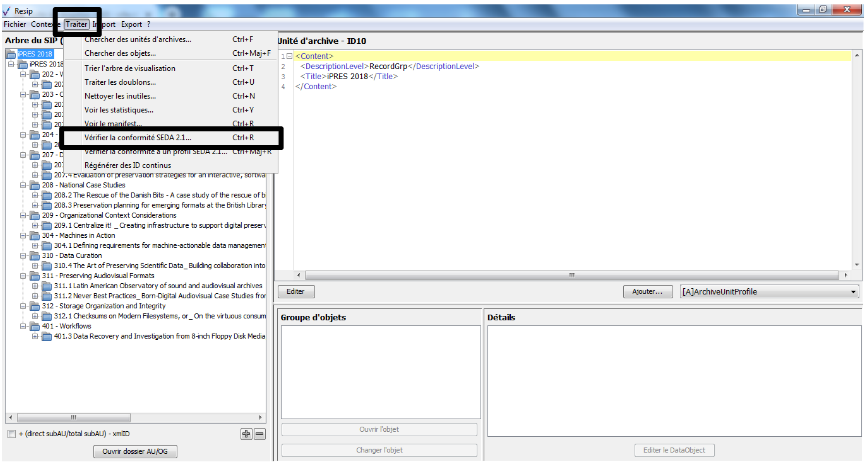 Resip
Fichier Contexte Traiter Import Export ?
Arbre du SIP (
Chercher des unités d'archives... Ctrl+F
Chercher des objets... Ctrl+Maj+F
Trier l'arbre de visualisation Ctrl+T
Traiter les doublons... Ctrl+U
Nettoyer les inutiles... Ctrl+N
Voir les statistiques... Ctrl+Y
Voir le manifest... Ctrl+B
Vérifier la conformité SEDA 2.1... Ctrl+R
Vérifier la conformité à un profil SEDA 2.1... Ctrl+Maj+R
Régénérer des ID continus
iPRES 2018
iPRES 2018
202 - 
203 - 
204 - 
207 - D
207.4 Evaluation of preservation strategies for an interactive, softwa
208 - National Case Studies
208.2 The Rescue of the Danish Bits - A case study of the rescue of b
208.3 Preservation planning for emerging formats at the British Library
209 - Organizational Context Considerations
209.1 Centralize it! _ Creating infrastructure to support digital preserv
304 - Machines in Action
304.1 Defining requirements for machine-actionable data management
310 - Data Curation
310.4 The Art of Preserving Scientific Data_ Building collaboration into
311 - Preserving Audiovisual Formats
311.1 Latin American Observatory of sound and audiovisual archives
311.2 Never Best Practices_ Born-Digital Audiovisual Case Studies from
312 - Storage Organization and Integrity
312.1 Checksums on Modern Filesystems, or_ On the virtuous consum
401 - Workflows
401.3 Data Recovery and Investigation from 8-inch Floppy Disk Media
+ (direct subAU/total subAU) - xmlID
Ouvrir dossier AU/OG
Unité d'archive - ID10
1 <Content>
2 <DescriptionLevel>RecordGrp</DescriptionLevel>
3 <Title>iPRES 2018</Title>
4 </Content>
Editer
Ajouter...
[A]ArchiveUnitProfile
Groupe d'objets
Ouvrir l'objet
Changer l'objet
Détails
Editer le DataObject